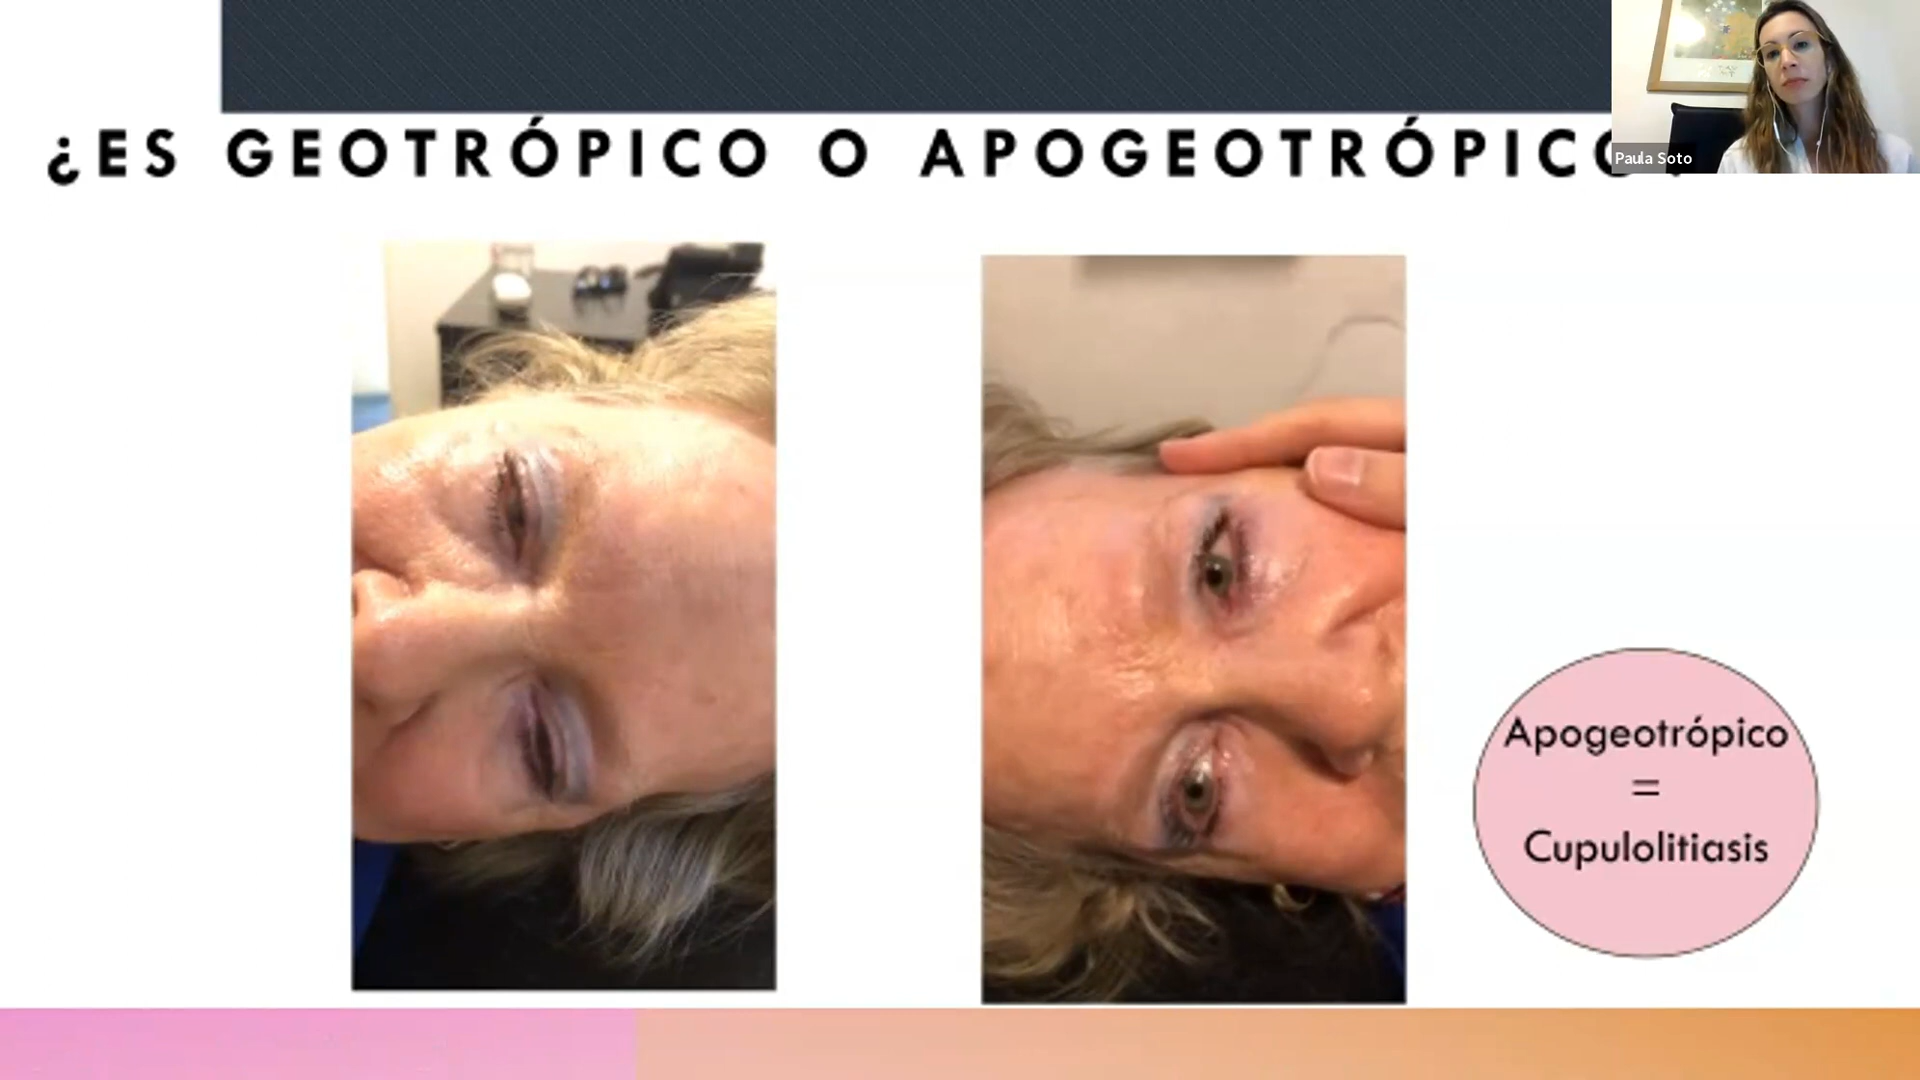 ¿ES GEOTRÓPICO O APOGEOTRÓPICO
Paula Soto
Apogeotrópico
=
Cupulolitiasis